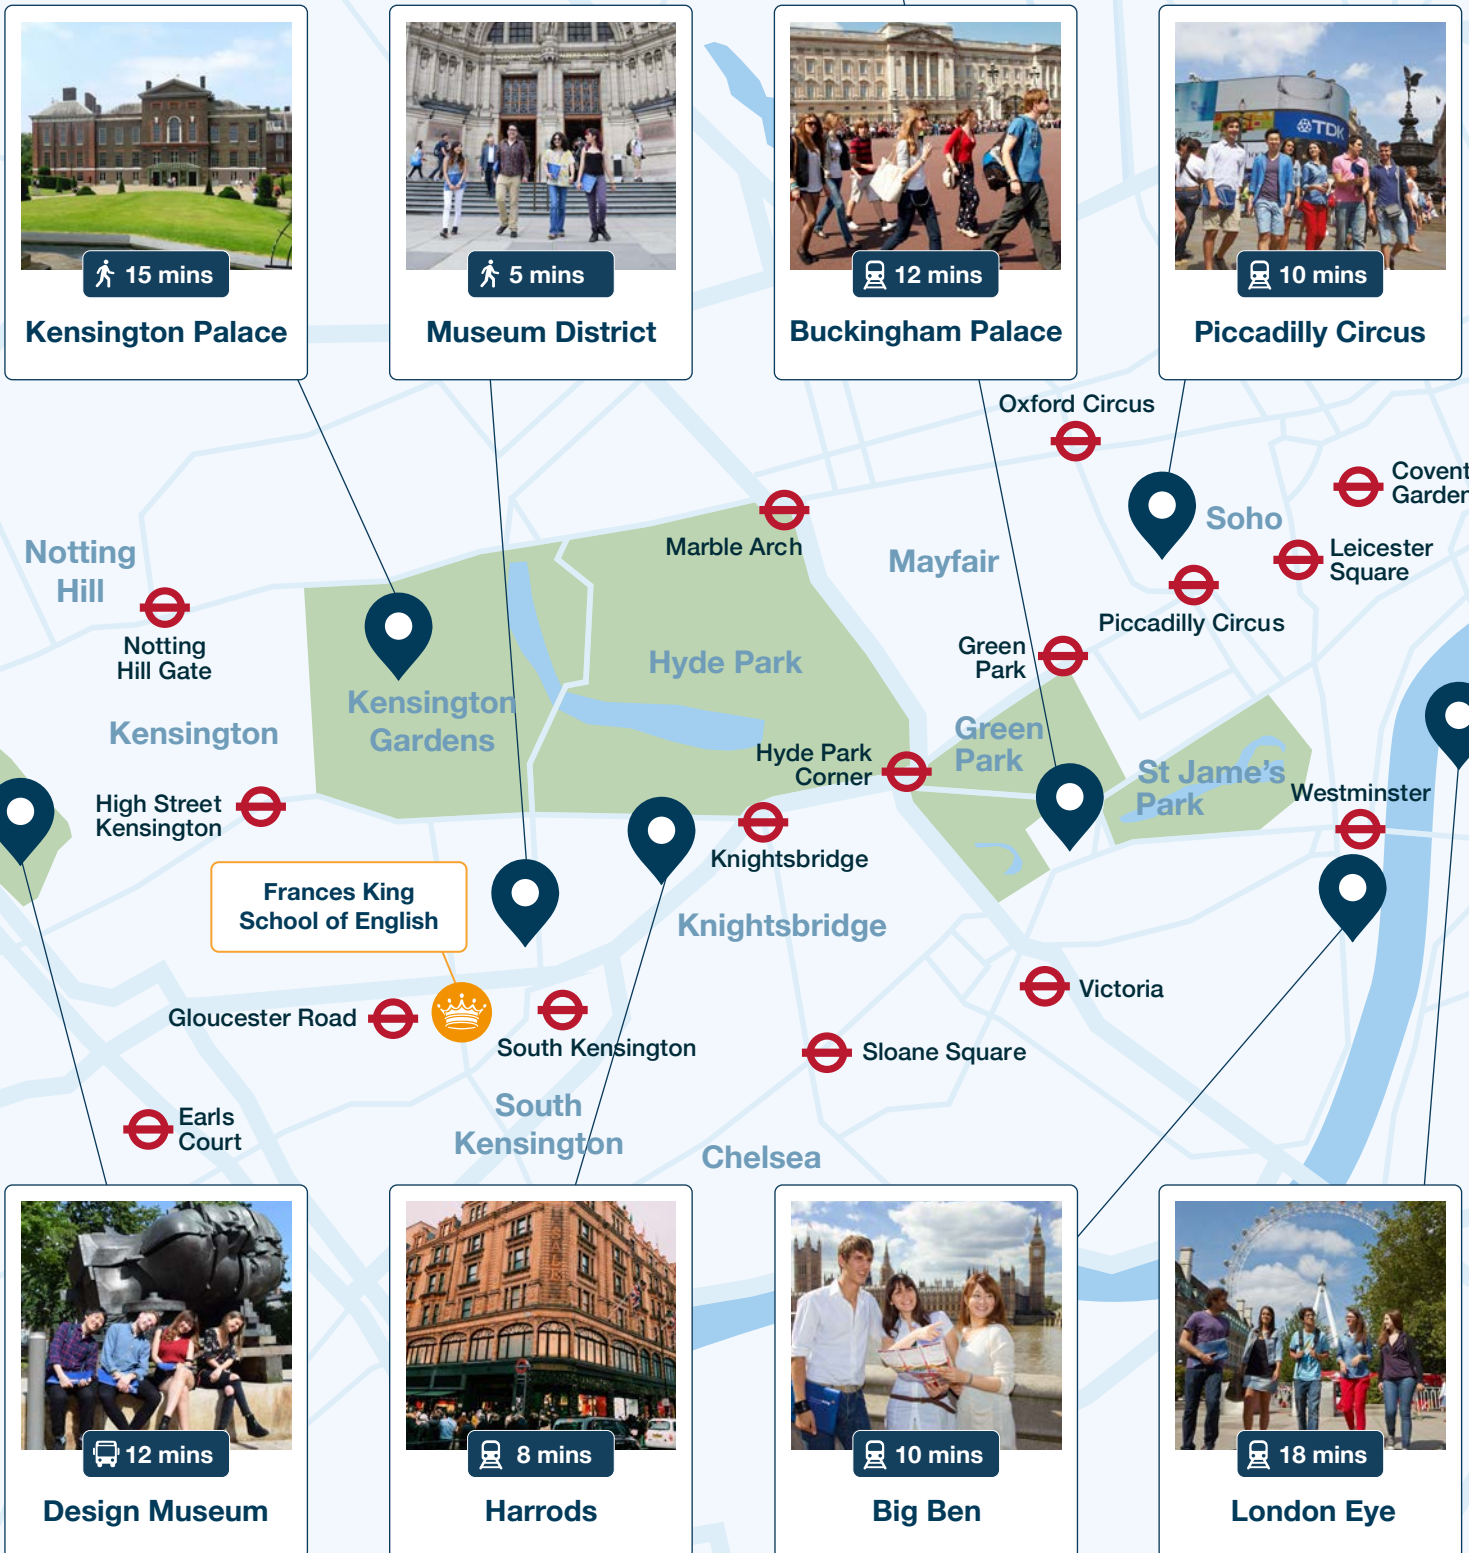 15 mins
Kensington Palace
5 mins
Museum District
12 mins
Buckingham Palace
TDK
10 mins
Piccadilly Circus
Oxford Circus
Covent
Garden
Soho
Leicester
Square
Marble Arch
Mayfair
Notting
Hill
Notting
Hill Gate
Piccadilly Circus
Green
Park
Hyde Park
Kensington
Gardens
Kensington
Green
Park
Hyde Park
Corner
St Jame's
Park
Westminster
High Street
Kensington
Knightsbridge
Frances King
School of English
Knightsbridge
Victoria
Gloucester Road
South Kensington
Sloane Square
Earls
Court
South
Kensington
Chelsea
12 mins
Design Museum
8 mins
Harrods
10 mins
Big Ben
18 mins
London Eye